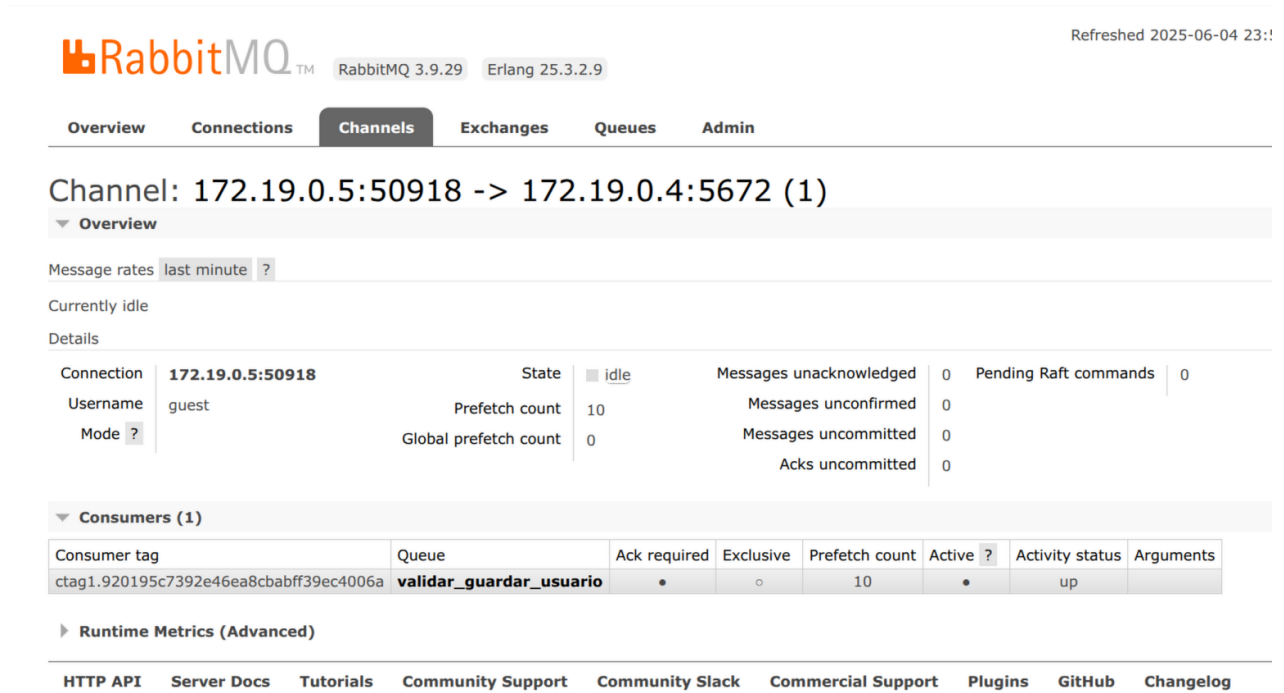 Refreshed 2025-06-04 23:
RabbitMQ TM RabbitMQ 3.9.29 Erlang 25.3.2.9
Overview Connections Channels Exchanges Queues Admin
Channel: 172.19.0.5:50918 -> 172.19.0.4:5672 (1)
Overview
Message rates last minute ?
Currently idle
Details
Connection 172.19.0.5:50918 State idle Messages unacknowledged 0 Pending Raft commands 0
Username guest Prefetch count 10 Messages unconfirmed 0
Mode ? Global prefetch count 0 Messages uncommitted 0
Acks uncommitted 0
Consumers (1)
Consumer tag Queue Ack required Exclusive Prefetch count Active ? Activity status Arguments
ctag1.920195c7392e46ea8cbabff39ec4006a validar_guardar_usuario ● ○ 10 ● up
Runtime Metrics (Advanced)
HTTP API Server Docs Tutorials Community Support Community Slack Commercial Support Plugins GitHub Changelog